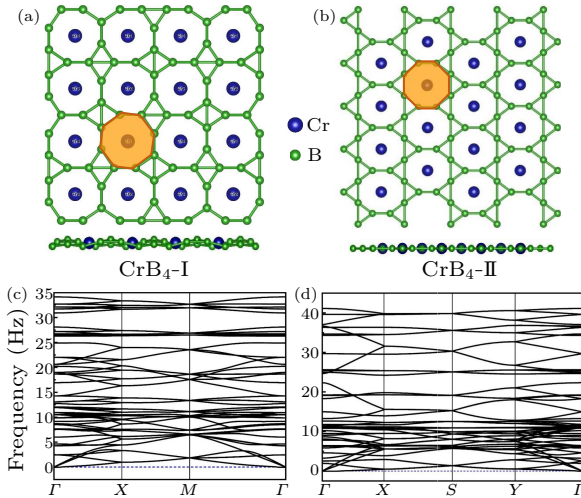 (a)
(b)
Cr
B
CrB₄-I
CrB₄-Ⅱ
(c)
(d)
Frequency (Hz)
35
30
25
20
15
10
5
0
40
30
20
10
0
Γ X M Γ
Γ X S Y Γ